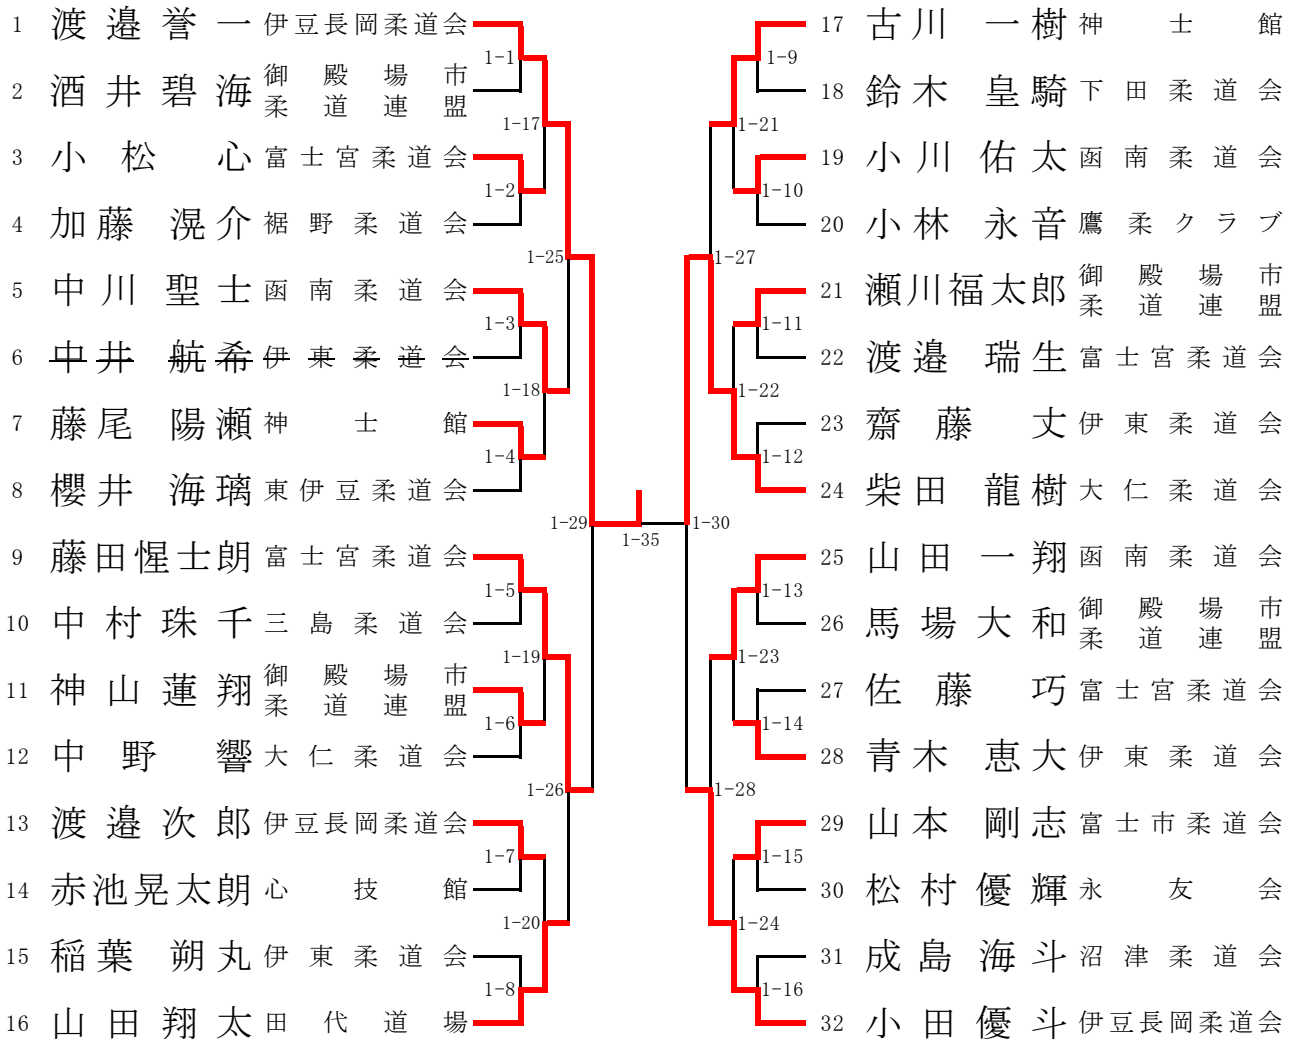 1 渡邉誉一 伊豆長岡柔道会
2 酒井碧海 御殿場市柔道連盟
3 小松心 富士宮柔道会
4 加藤滉介 裾野柔道会
5 中川聖士 函南柔道会
6 中井航希 伊東柔道会
7 藤尾陽瀬 神士館
8 櫻井海璃 東伊豆柔道会
9 藤田惺士朗 富士宮柔道会
10 中村珠千 三島柔道会
11 神山蓮翔 御殿場市柔道連盟
12 中野響 大仁柔道会
13 渡邉次郎 伊豆長岡柔道会
14 赤池晃太朗 心技館
15 稲葉朔丸 伊東柔道会
16 山田翔太 田代道場
1-1
1-2
1-3
1-4
1-5
1-6
1-7
1-8
1-17
1-18
1-19
1-20
1-25
1-26
1-29
1-35
1-30
1-27
1-28
1-21
1-22
1-23
1-24
1-9
1-10
1-11
1-12
1-13
1-14
1-15
1-16
17 古川一樹 神士館
18 鈴木皇騎 下田柔道会
19 小川佑太 函南柔道会
20 小林永音 鷹柔クラブ
21 瀬川福太郎 御殿場市柔道連盟
22 渡邉瑞生 富士宮柔道会
23 齋藤丈 伊東柔道会
24 柴田龍樹 大仁柔道会
25 山田一翔 函南柔道会
26 馬場大和 御殿場市柔道連盟
27 佐藤巧 富士宮柔道会
28 青木恵大 伊東柔道会
29 山本剛志 富士市柔道会
30 松村優輝 永友会
31 成島海斗 沼津柔道会
32 小田優斗 伊豆長岡柔道会